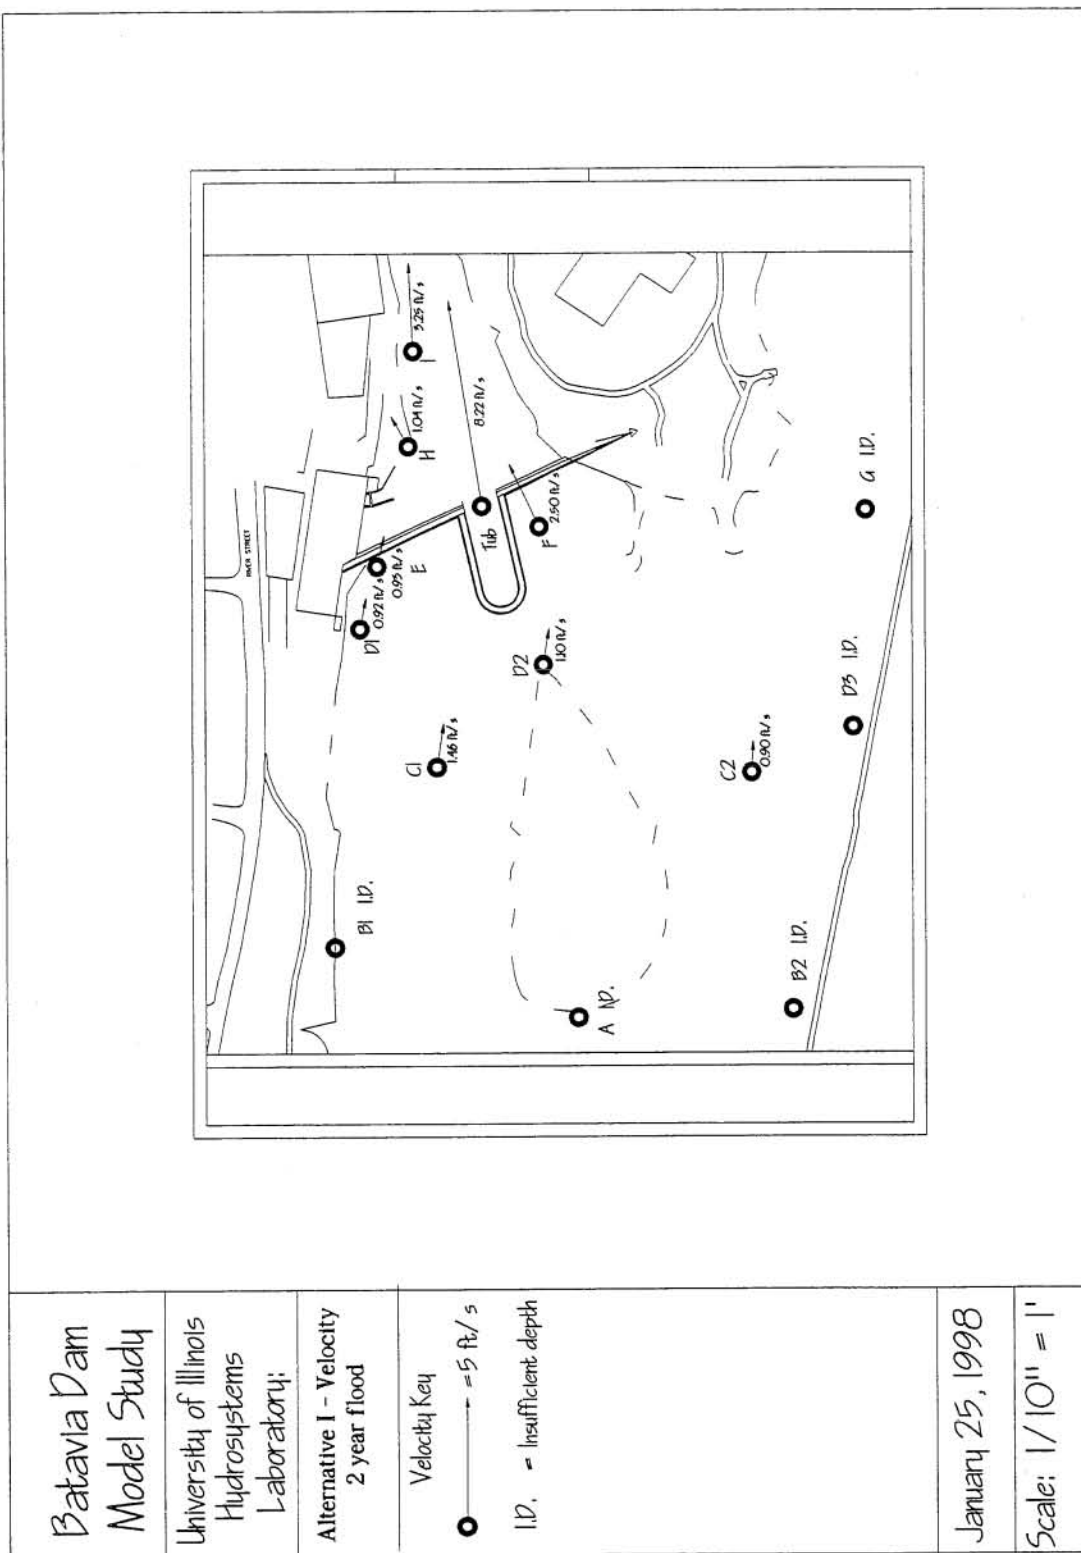 Batavia Dam
Model Study
University of Illinois
Hydrosystems
Laboratory:
Alternative I - Velocity
2 year flood
Velocity Key
= 5 ft/s
I.D. = Insufficient depth
January 25, 1998
Scale: 1/10" = 1'
RIVER STREET
B1 I.D.
A I.D.
B2 I.D.
C1
1.46 ft/s
C2
0.90 ft/s
D1
0.92 ft/s
D2
1.10 ft/s
D3 I.D.
E
0.95 ft/s
F
2.50 ft/s
Tub
8.22 ft/s
G I.D.
H
1.04 ft/s
I
3.25 ft/s